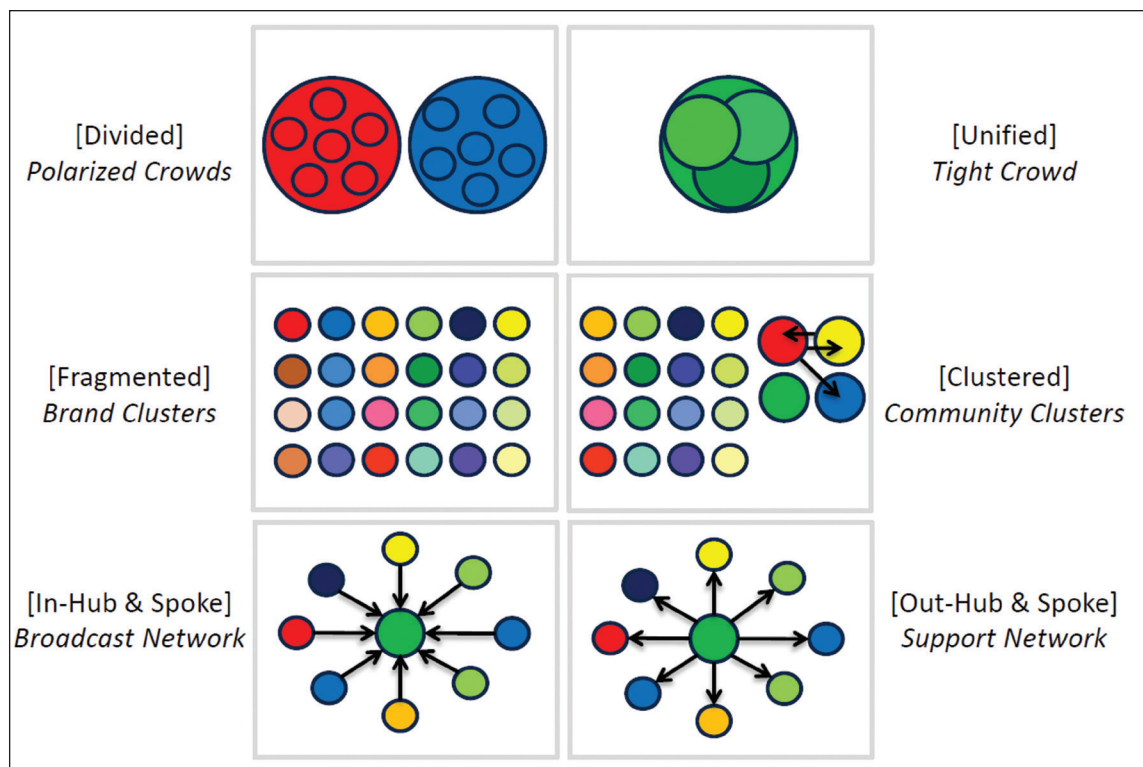 [Divided]
Polarized Crowds
[Unified]
Tight Crowd
[Fragmented]
Brand Clusters
[Clustered]
Community Clusters
[In-Hub & Spoke]
Broadcast Network
[Out-Hub & Spoke]
Support Network